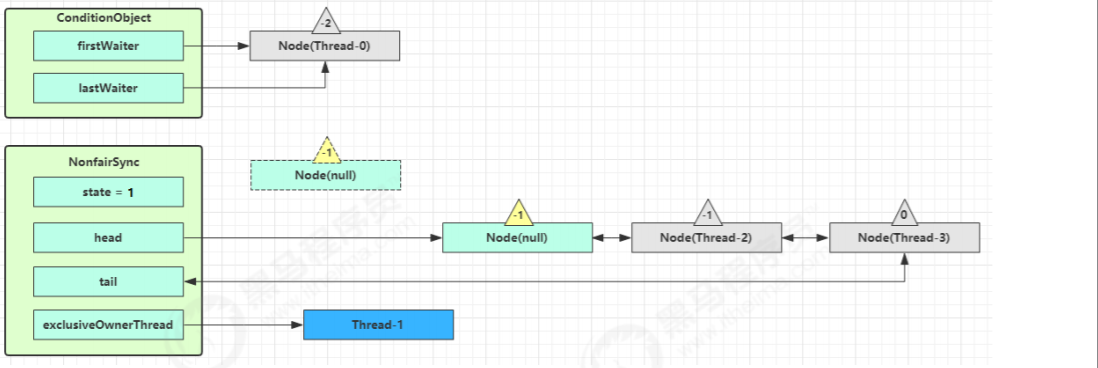 ConditionObject
-2
firstWaiter
Node(Thread-0)
lastWaiter
NonfairSync
-1
Node(null)
state = 1
-1
-1
0
head
Node(null)
Node(Thread-2)
Node(Thread-3)
tail
exclusiveOwnerThread
Thread-1
黑马程序员
www.itheima.com
黑马程序员
www.itheima.com